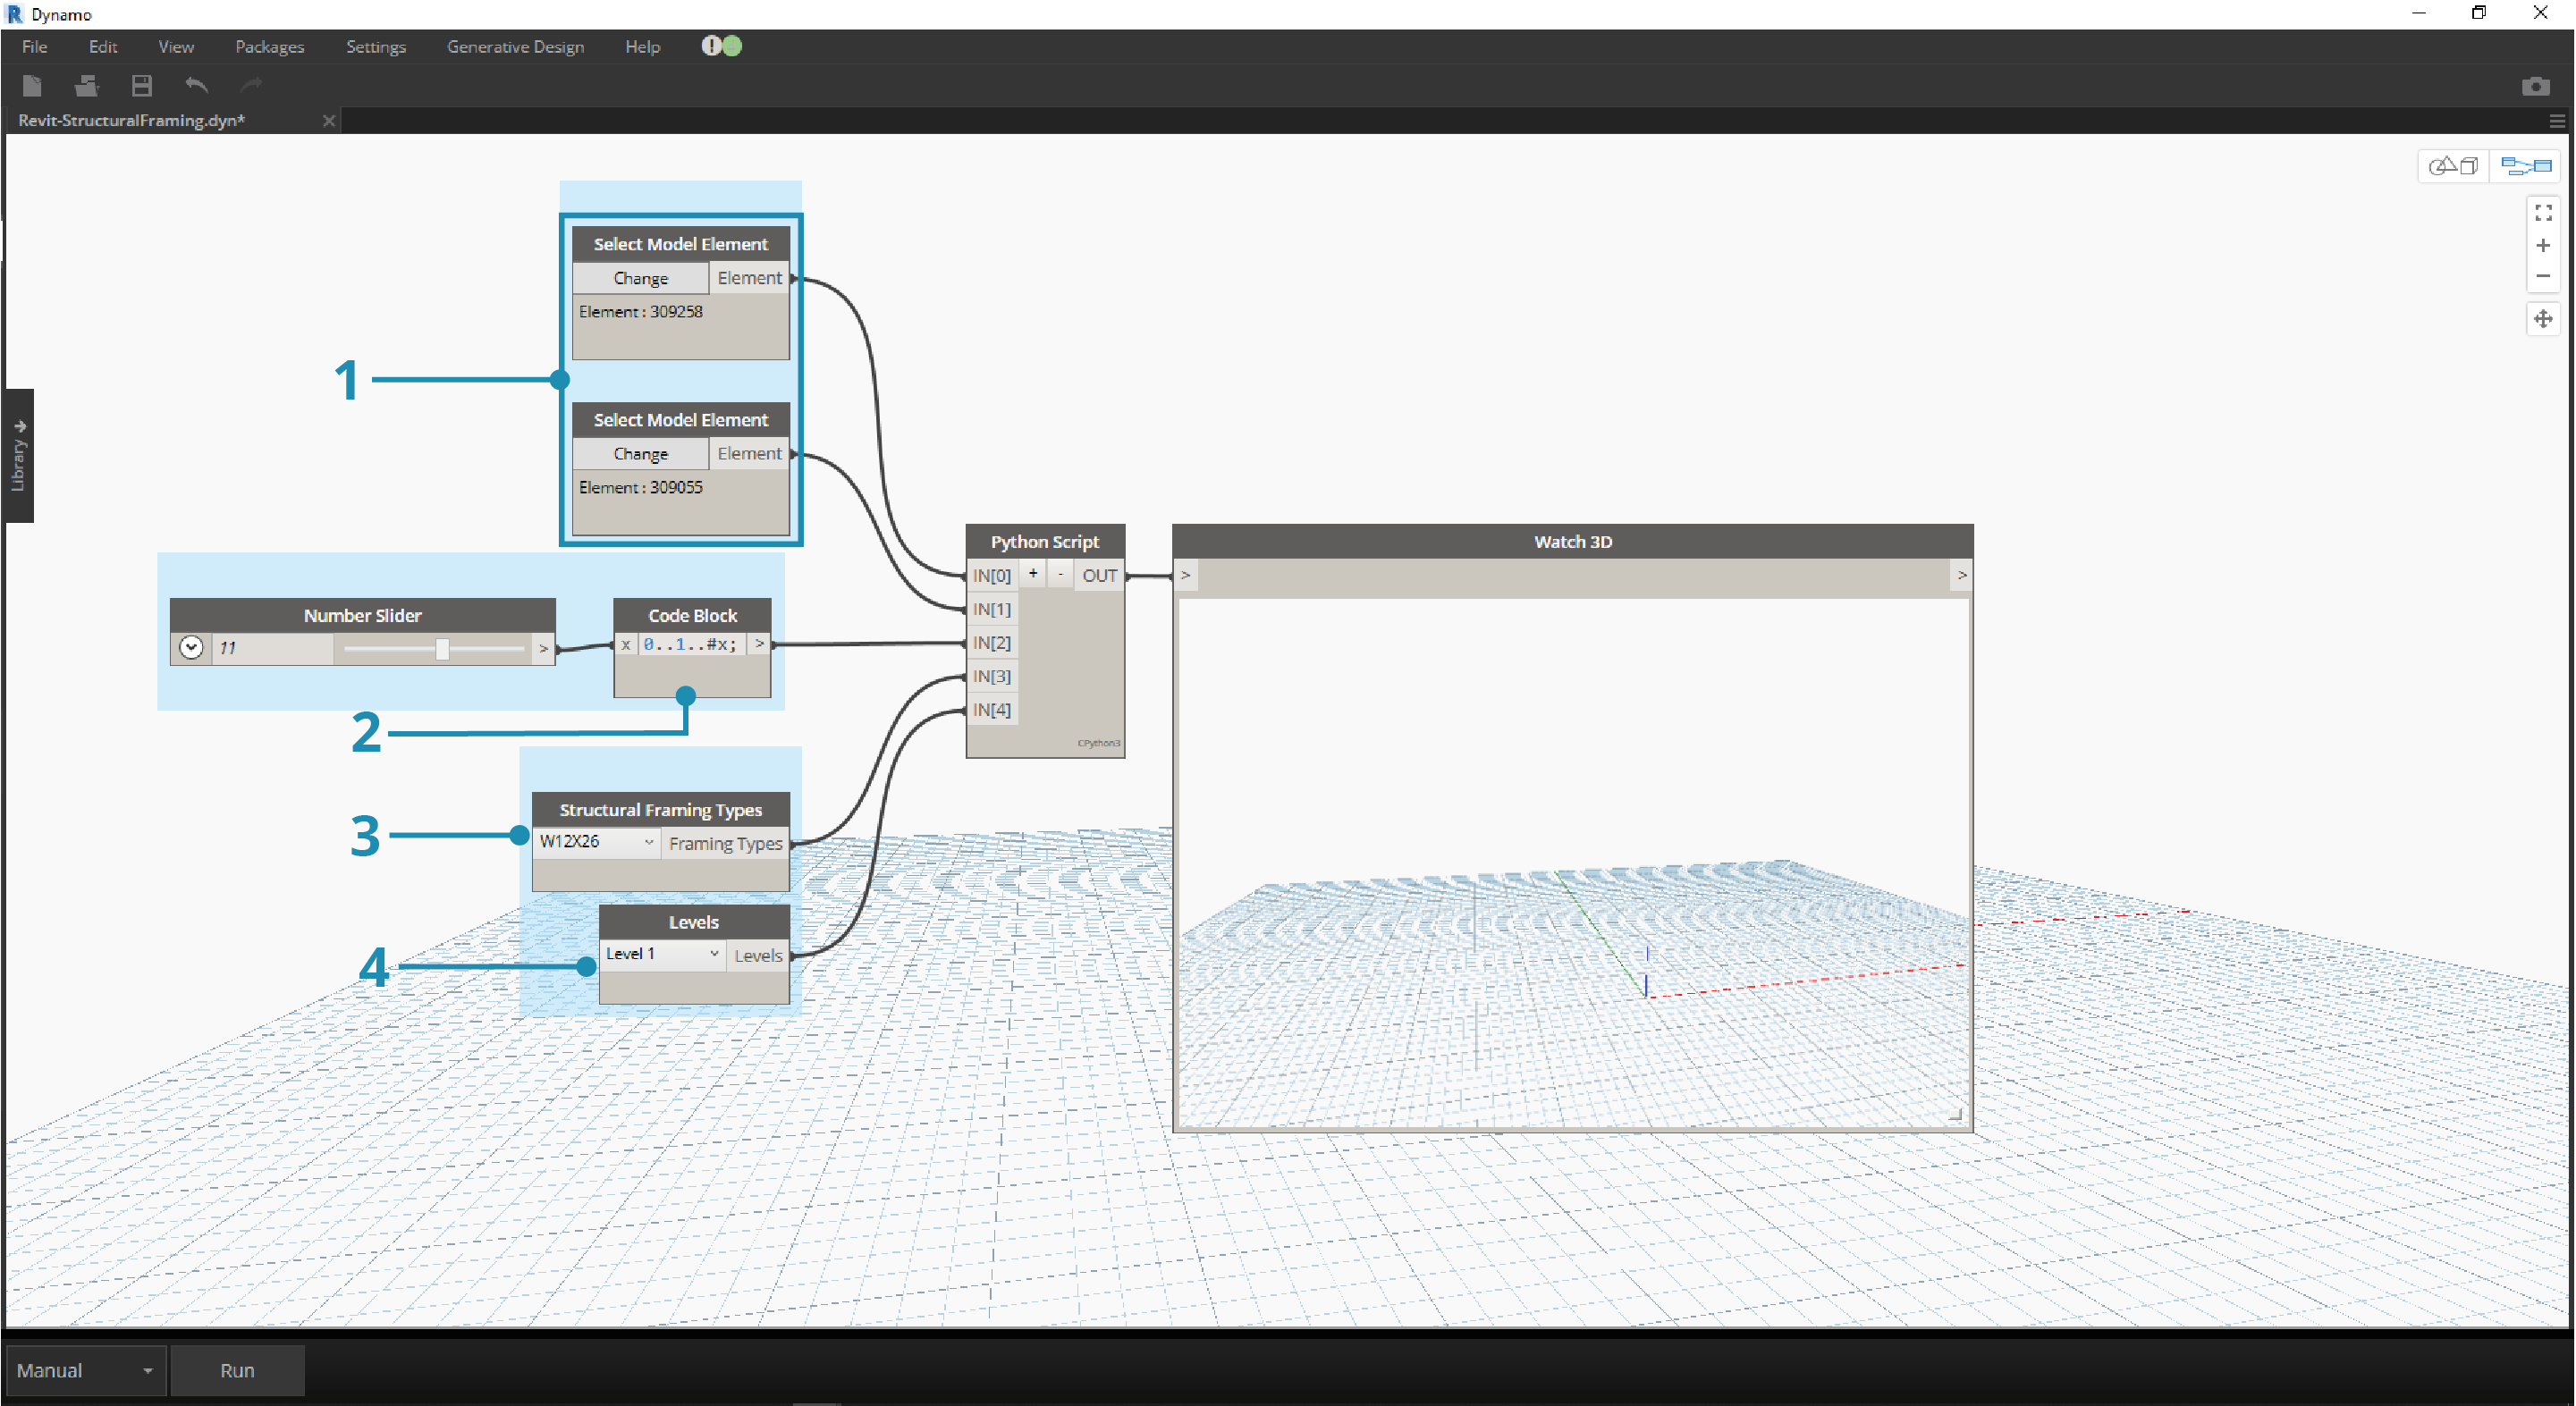 Dynamo
File Edit View Packages Settings Generative Design Help
Revit-StructuralFraming.dyn*
Library
Select Model Element
Change Element
Element : 309258
1
Select Model Element
Change Element
Element : 309055
Number Slider
11 >
Code Block
x 0..1..#x; >
2
Structural Framing Types
W12X26 Framing Types
3
Levels
Level 1 Levels
4
Python Script
IN[0] + - OUT
IN[1]
IN[2]
IN[3]
IN[4]
CPython3
Watch 3D
> >
Manual Run